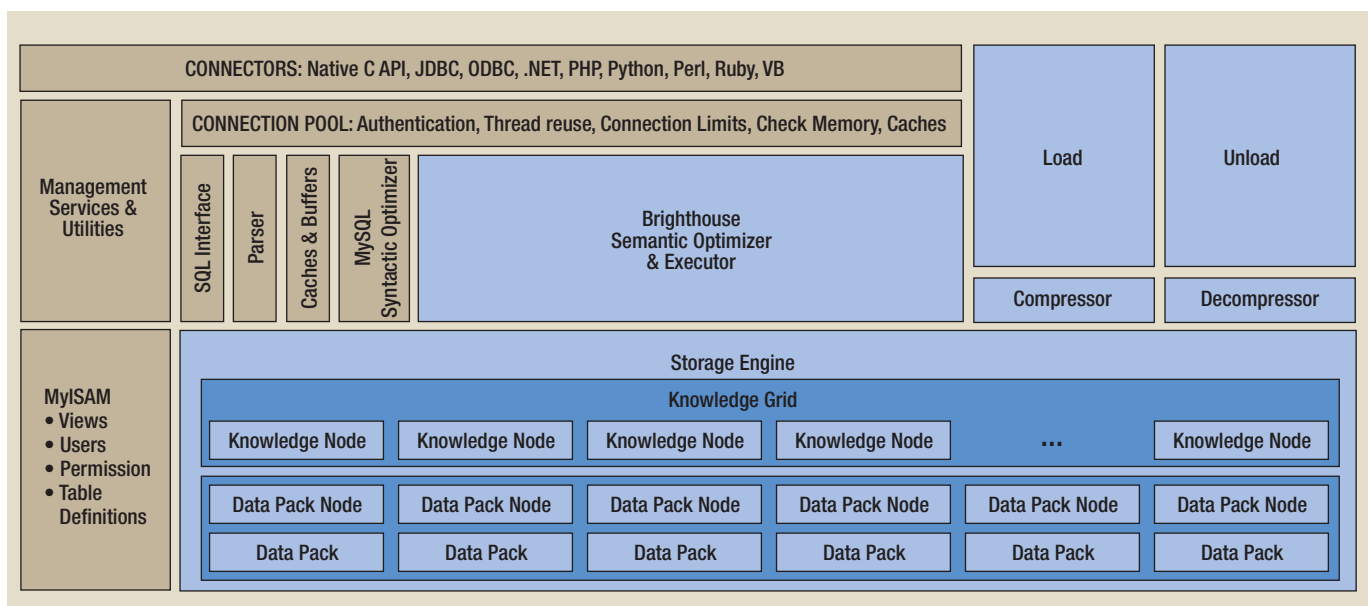 CONNECTORS: Native C API, JDBC, ODBC, .NET, PHP, Python, Perl, Ruby, VB
CONNECTION POOL: Authentication, Thread reuse, Connection Limits, Check Memory, Caches
Management
Services &
Utilities
SQL Interface
Parser
Caches & Buffers
MySQL
Syntactic Optimizer
Brighthouse
Semantic Optimizer
& Executor
Load
Unload
Compressor
Decompressor
MyISAM
• Views
• Users
• Permission
• Table
Definitions
Storage Engine
Knowledge Grid
Knowledge Node
Knowledge Node
Knowledge Node
Knowledge Node
...
Knowledge Node
Data Pack Node
Data Pack Node
Data Pack Node
Data Pack Node
Data Pack Node
Data Pack Node
Data Pack
Data Pack
Data Pack
Data Pack
Data Pack
Data Pack